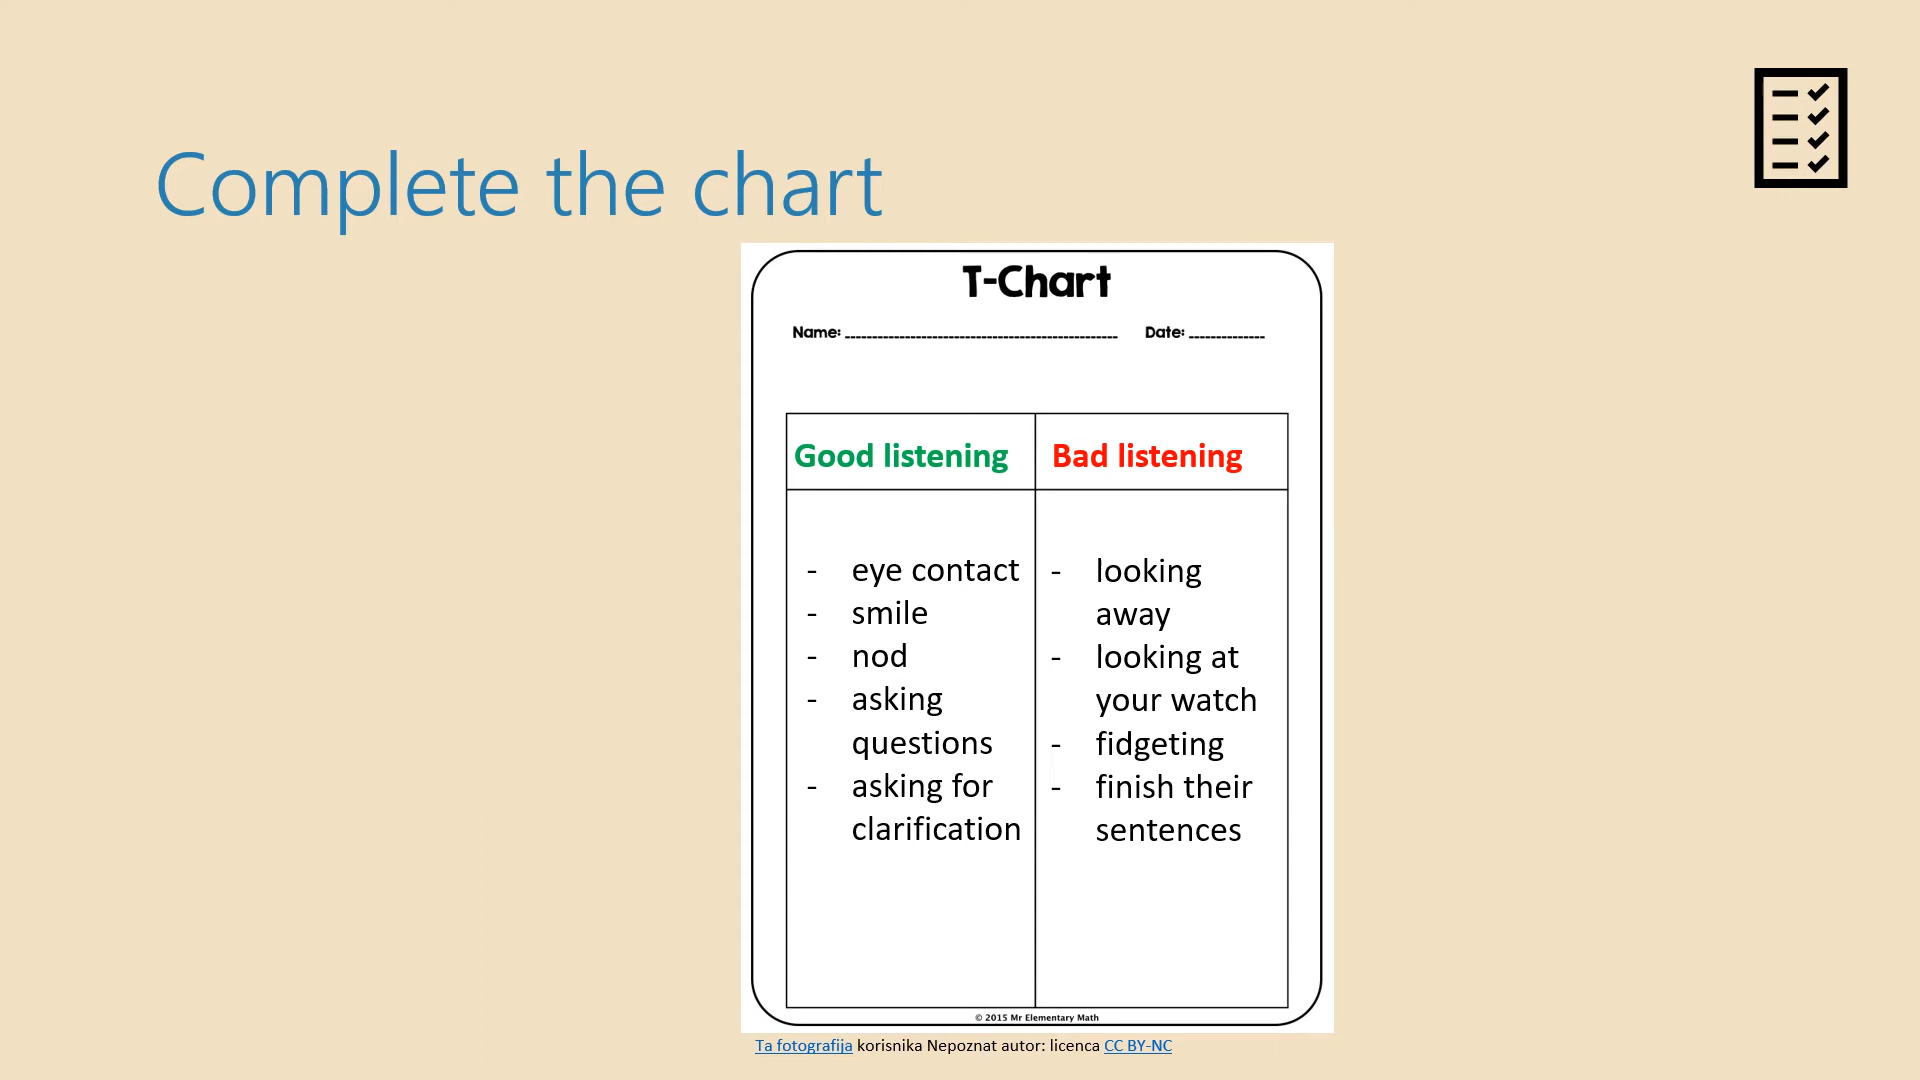 Complete the chart
T-Chart
Name: Date:
Good listening
- eye contact
- smile
- nod
- asking
questions
- asking for
clarification
Bad listening
- looking
away
- looking at
your watch
- fidgeting
- finish their
sentences
© 2015 Mr Elementary Math
Ta fotografija korisnika Nepoznat autor: licenca CC BY-NC